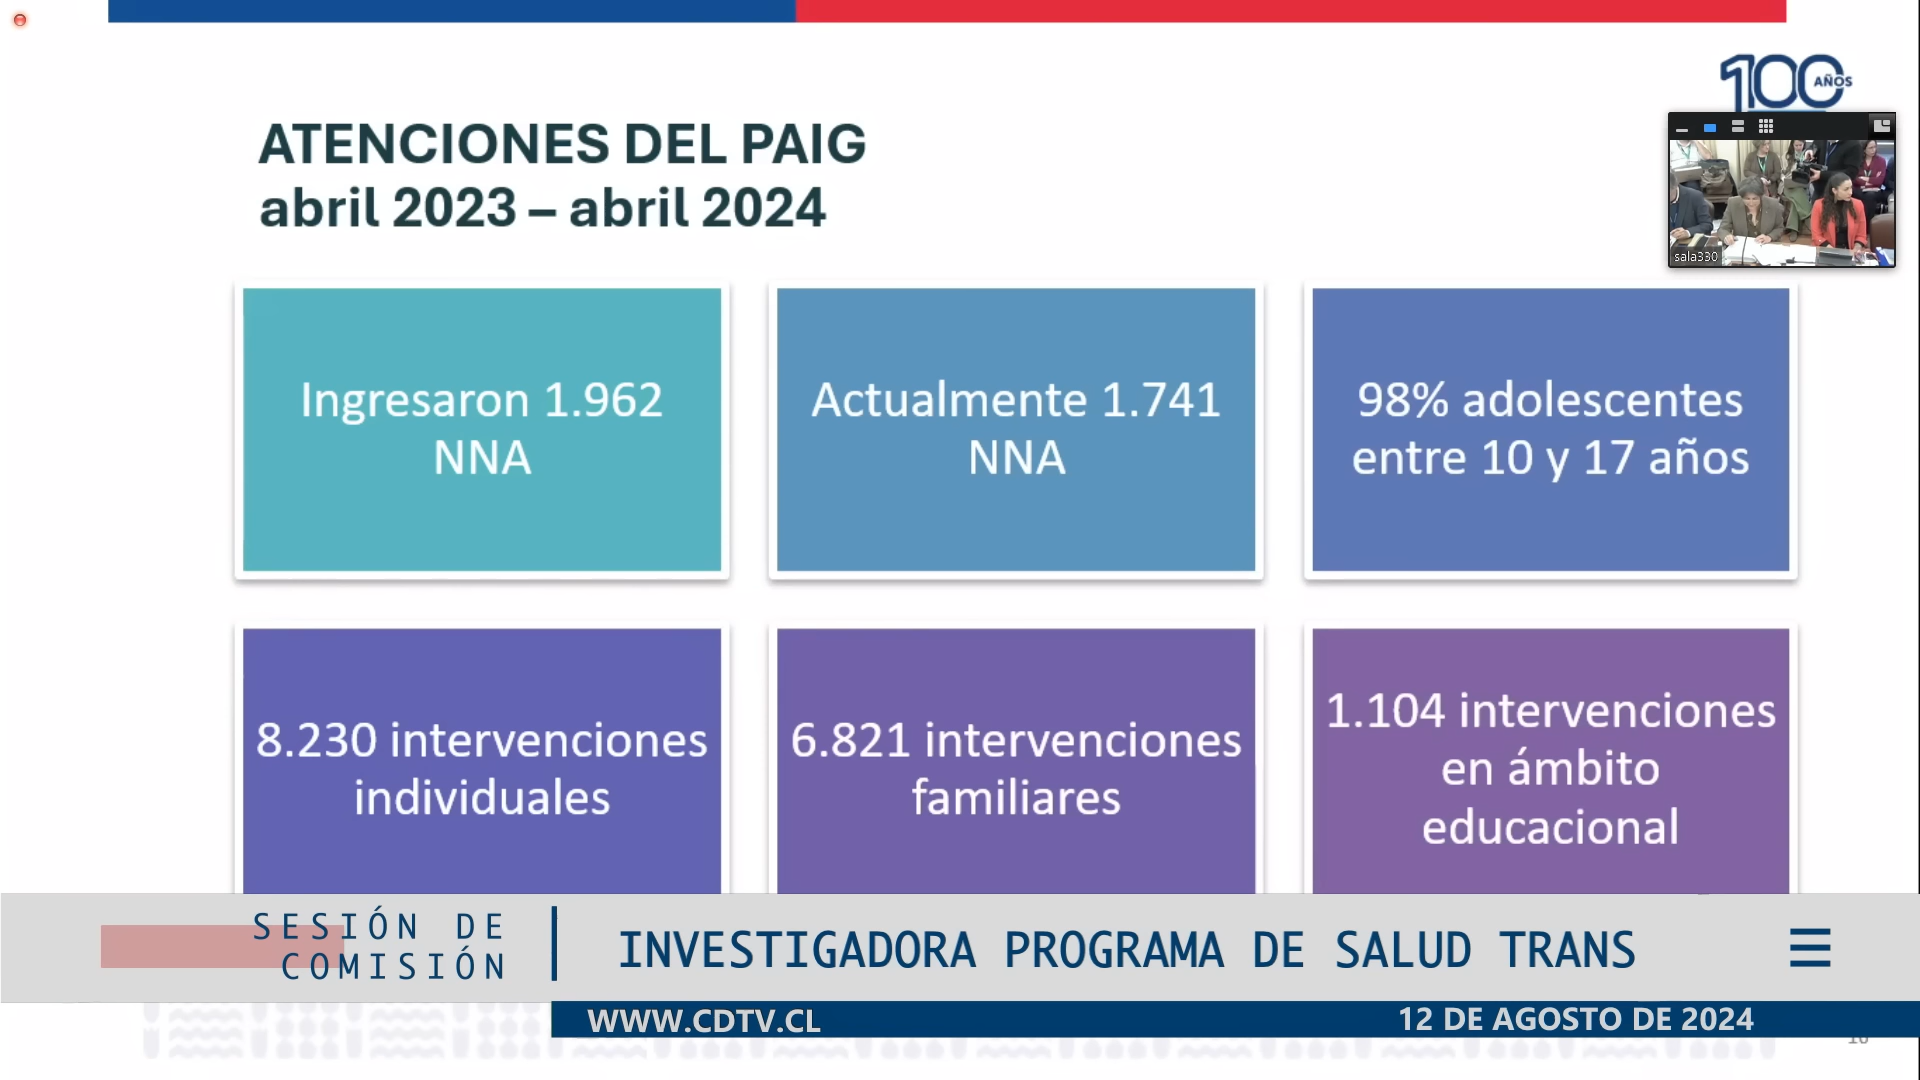 100 AÑOS
ATENCIONES DEL PAIG
abril 2023 – abril 2024
sala330
Ingresaron 1.962
NNA
Actualmente 1.741
NNA
98% adolescentes
entre 10 y 17 años
8.230 intervenciones
individuales
6.821 intervenciones
familiares
1.104 intervenciones
en ámbito
educacional
SESIÓN DE
COMISIÓN
INVESTIGADORA PROGRAMA DE SALUD TRANS
WWW.CDTV.CL
12 DE AGOSTO DE 2024